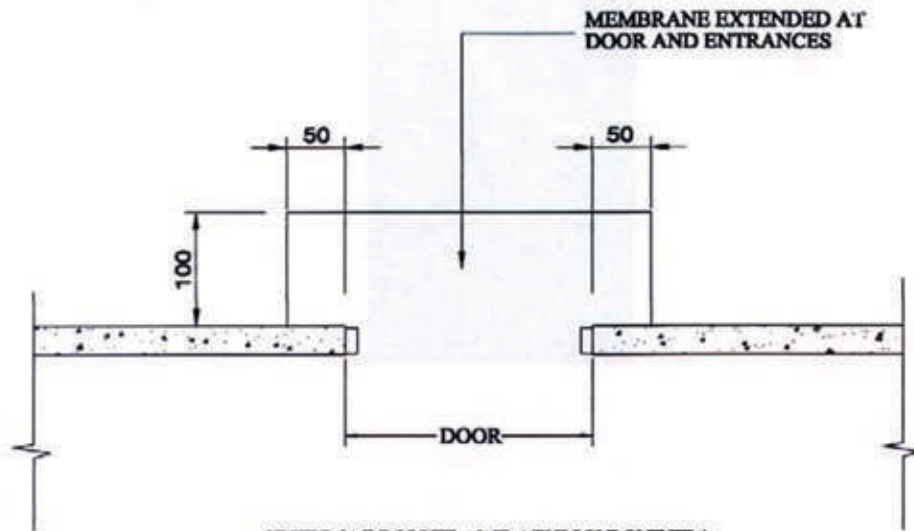 MEMBRANE EXTENDED AT
DOOR AND ENTRANCES
50
50
100
DOOR